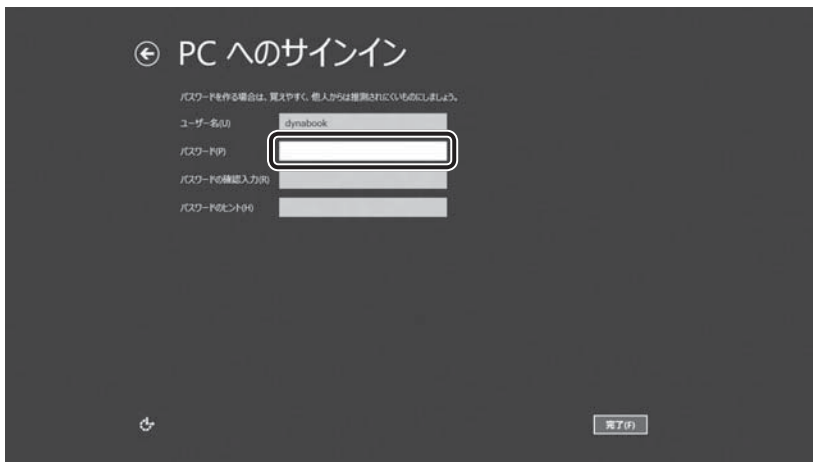 PC へのサインイン
パスワードを作る場合は、覚えやすく、他人からは推測されにくいものにしましょう。
ユーザー名(U)
dynabook
パスワード(P)
パスワードの確認入力(R)
パスワードのヒント(H)
完了(F)